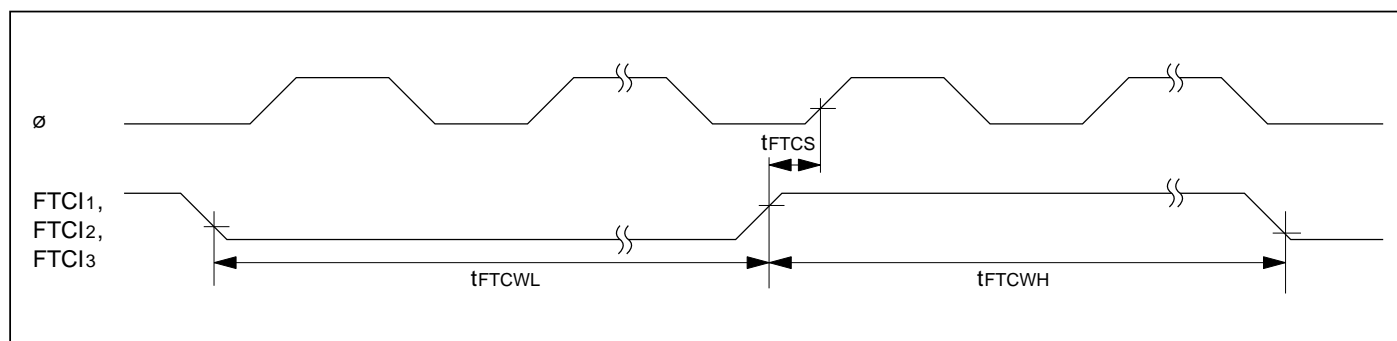 ø
tFTCS
FTCI1,
FTCI2,
FTCI3
tFTCWL
tFTCWH